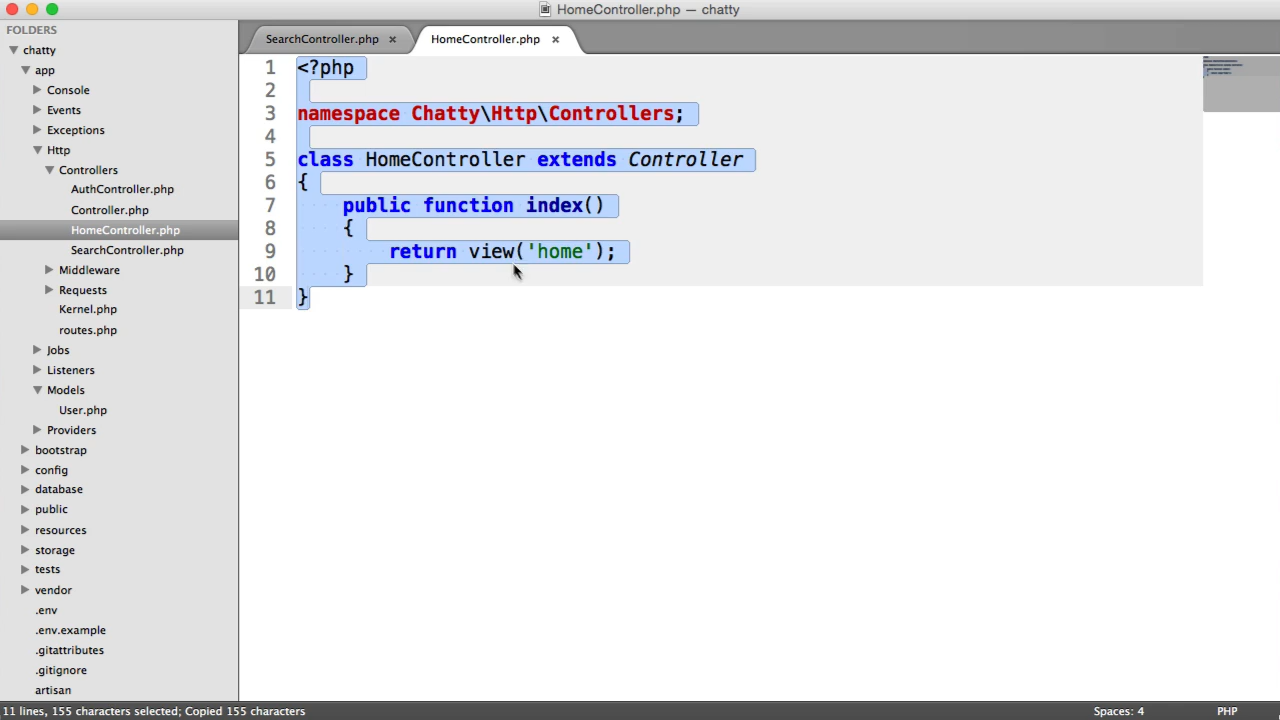 HomeController.php — chatty
FOLDERS
chatty
app
Console
Events
Exceptions
Http
Controllers
AuthController.php
Controller.php
HomeController.php
SearchController.php
Middleware
Requests
Kernel.php
routes.php
Jobs
Listeners
Models
User.php
Providers
bootstrap
config
database
public
resources
storage
tests
vendor
.env
.env.example
.gitattributes
.gitignore
artisan
SearchController.php ×
HomeController.php ×
1 <?php
2
3 namespace Chatty\Http\Controllers;
4
5 class HomeController extends Controller
6 {
7 public function index()
8 {
9 return view('home');
10 }
11 }
11 lines, 155 characters selected; Copied 155 characters
Spaces: 4
PHP